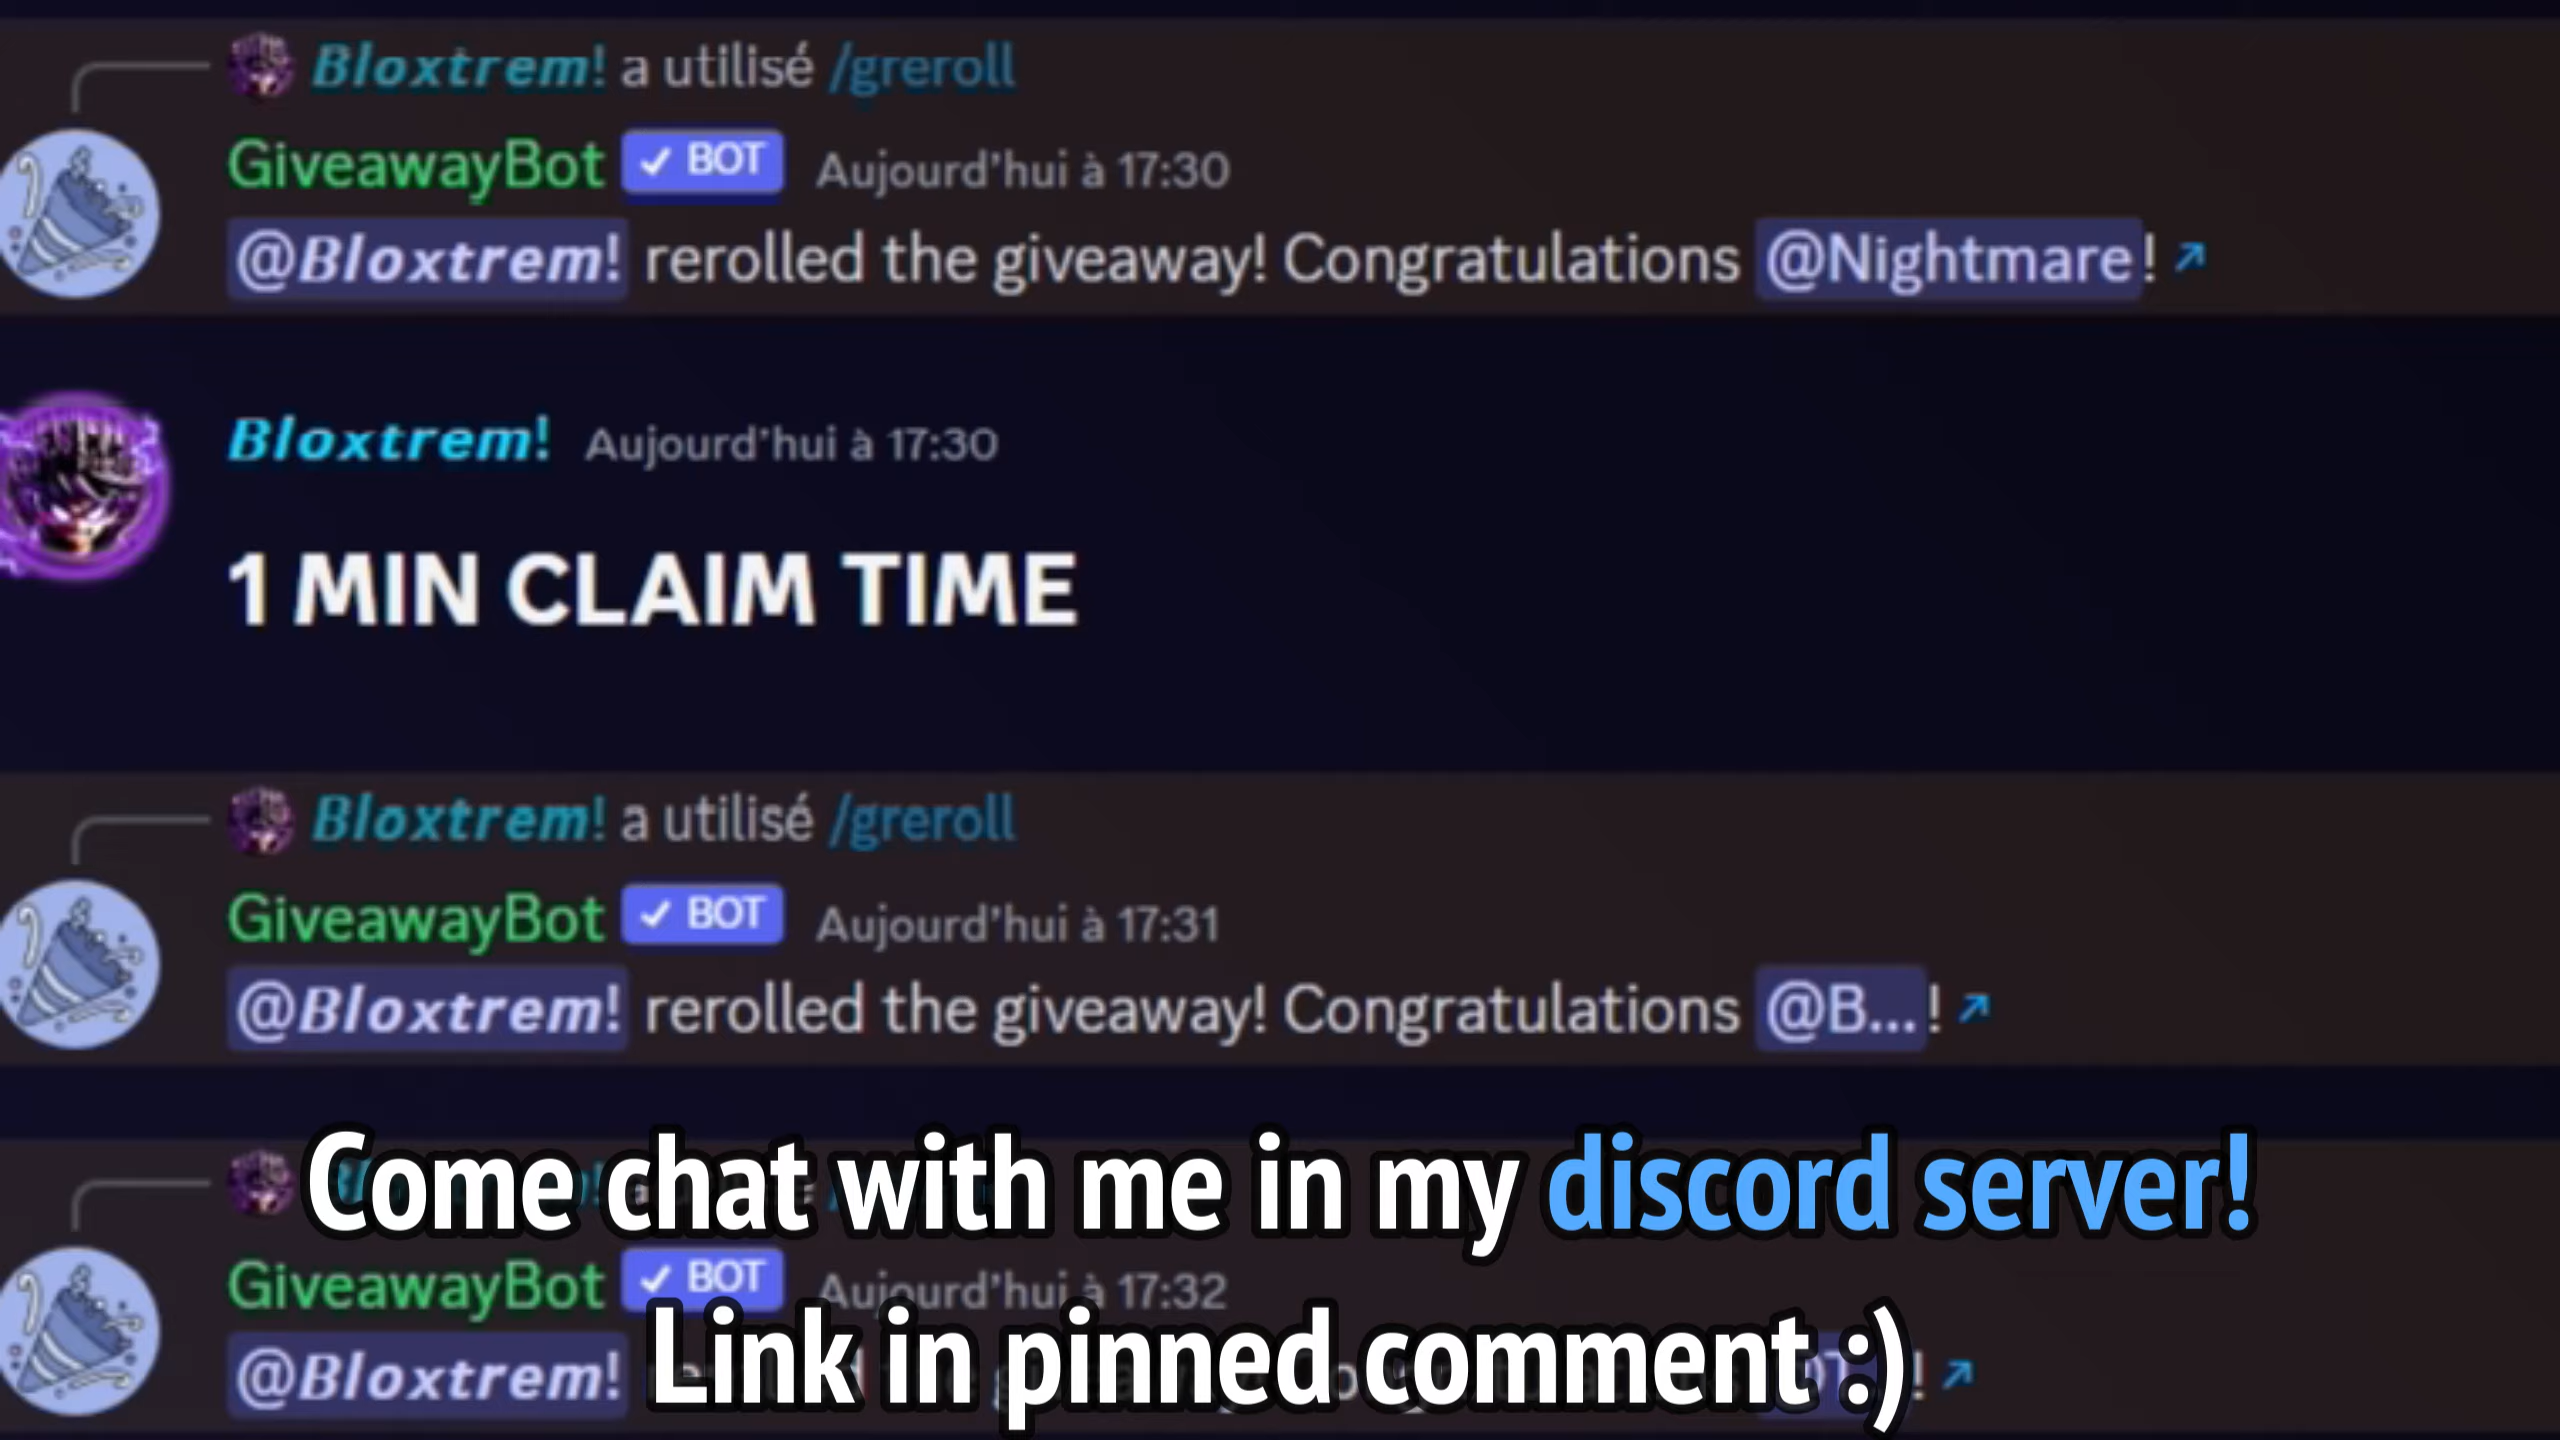 Bloxtrem! a utilisé /greroll
GiveawayBot ✓ BOT Aujourd'hui à 17:30
@Bloxtrem! rerolled the giveaway! Congratulations @Nightmare! ↗
Bloxtrem! Aujourd'hui à 17:30
1 MIN CLAIM TIME
Bloxtrem! a utilisé /greroll
GiveawayBot ✓ BOT Aujourd'hui à 17:31
@Bloxtrem! rerolled the giveaway! Congratulations @B...! ↗
Come chat with me in my discord server!
GiveawayBot ✓ BOT Aujourd'hui à 17:32
Link in pinned comment :)
@Bloxtrem! ! ↗